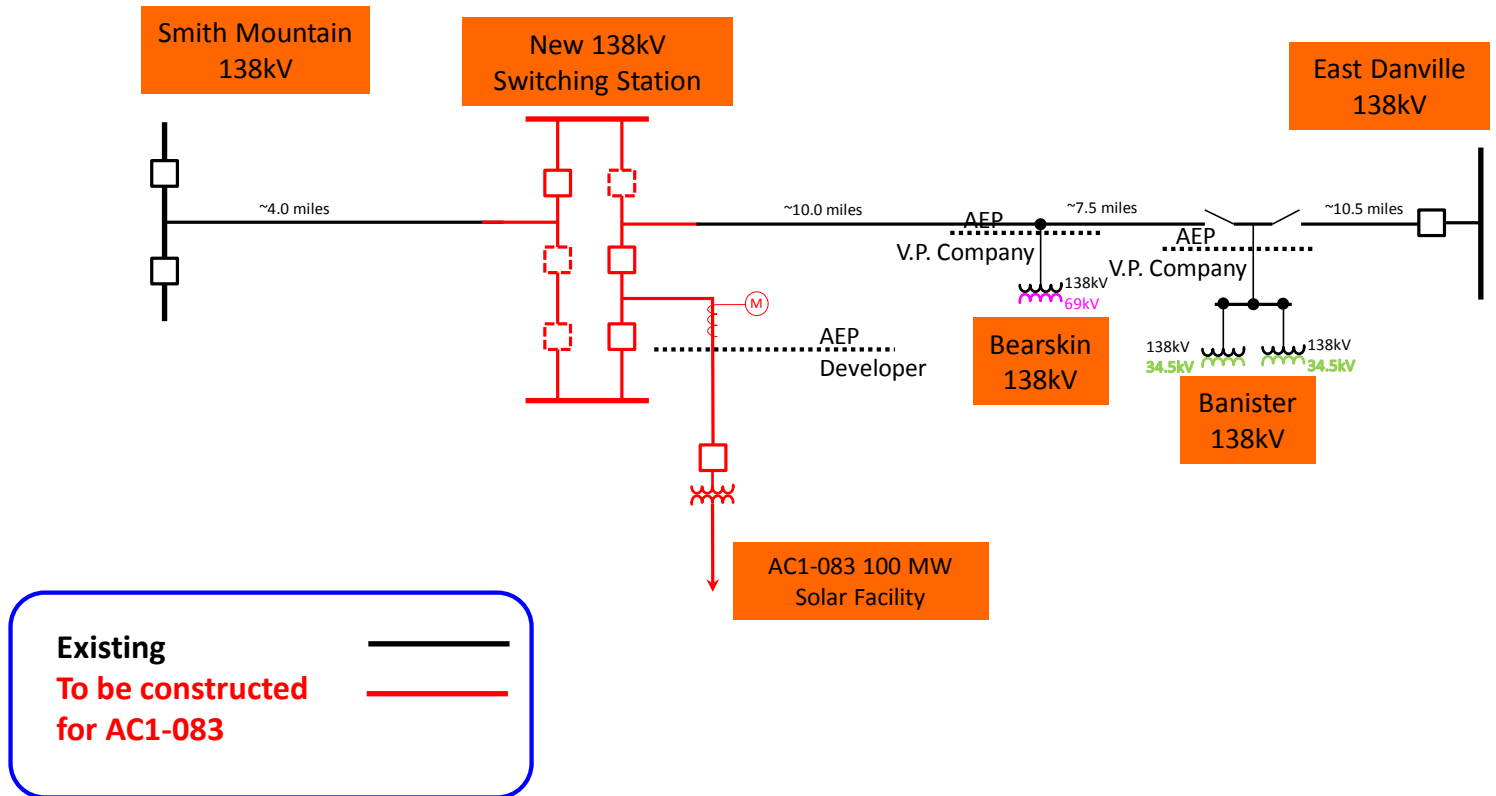 Smith Mountain
138kV
New 138kV
Switching Station
East Danville
138kV
~4.0 miles
~10.0 miles
AEP
V.P. Company
~7.5 miles
AEP
V.P. Company
~10.5 miles
138kV
69kV
Bearskin
138kV
138kV
34.5kV
138kV
34.5kV
Banister
138kV
M
AEP
Developer
AC1-083 100 MW
Solar Facility
Existing
To be constructed
for AC1-083